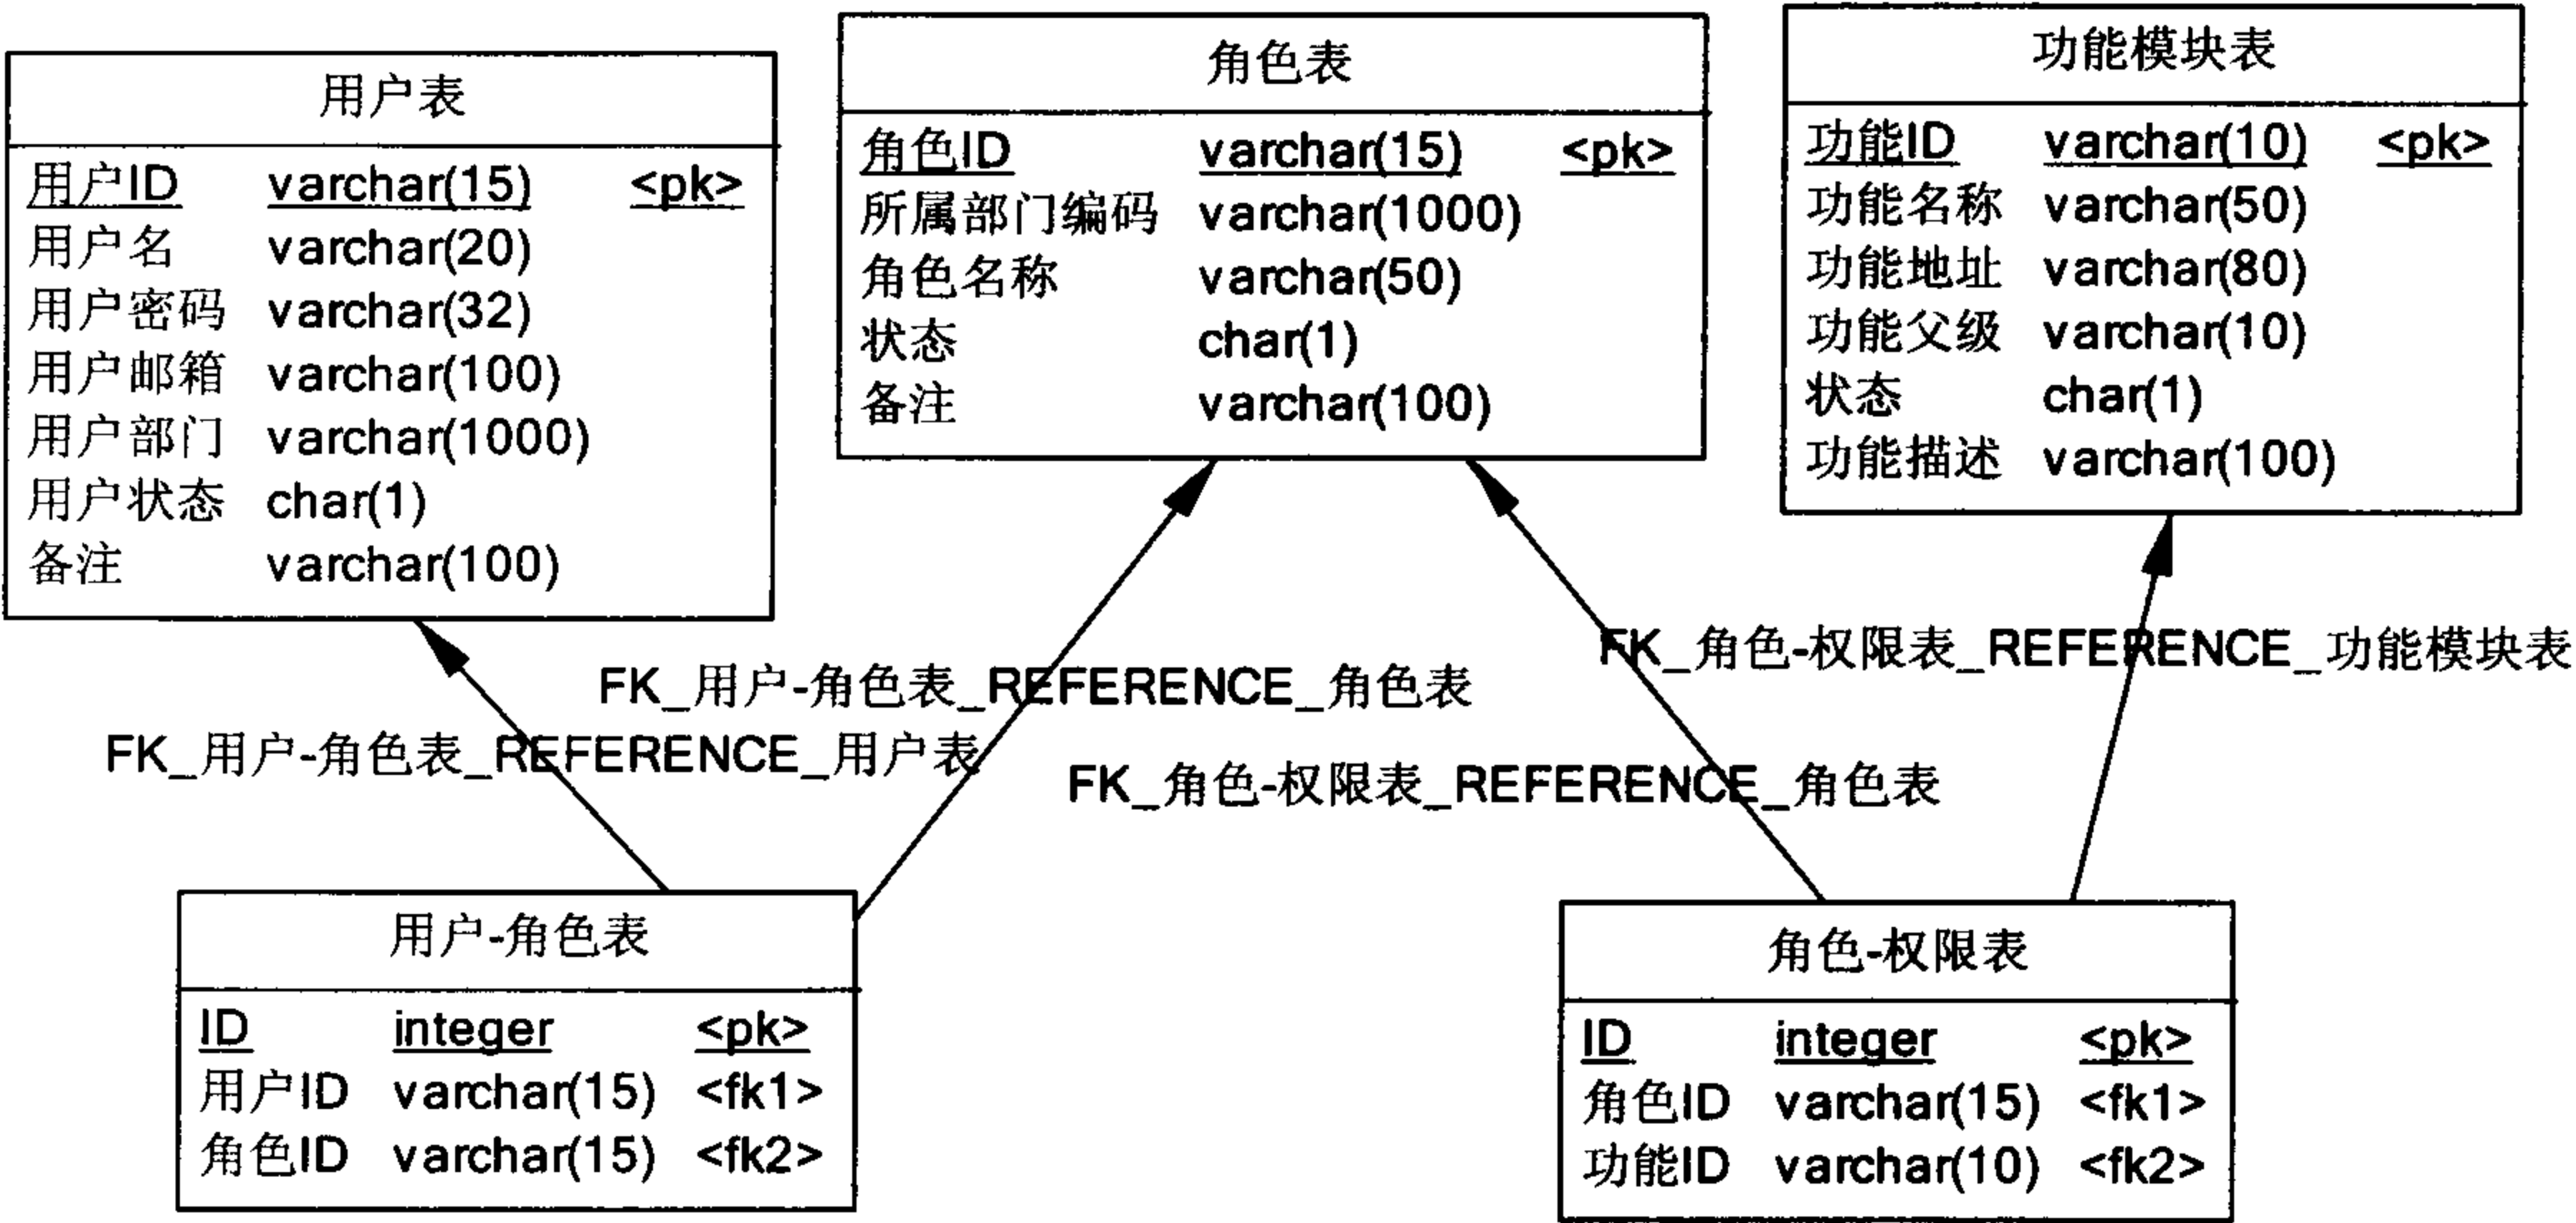 用户表
用户ID varchar(15) <pk>
用户名 varchar(20)
用户密码 varchar(32)
用户邮箱 varchar(100)
用户部门 varchar(1000)
用户状态 char(1)
备注 varchar(100)
角色表
角色ID varchar(15) <pk>
所属部门编码 varchar(1000)
角色名称 varchar(50)
状态 char(1)
备注 varchar(100)
功能模块表
功能ID varchar(10) <pk>
功能名称 varchar(50)
功能地址 varchar(80)
功能父级 varchar(10)
状态 char(1)
功能描述 varchar(100)
FK_角色-权限表_REFERENCE_功能模块表
FK_用户-角色表_REFERENCE_角色表
FK_用户-角色表_REFERENCE_用户表
FK_角色-权限表_REFERENCE_角色表
用户-角色表
ID integer <pk>
用户ID varchar(15) <fk1>
角色ID varchar(15) <fk2>
角色-权限表
ID integer <pk>
角色ID varchar(15) <fk1>
功能ID varchar(10) <fk2>